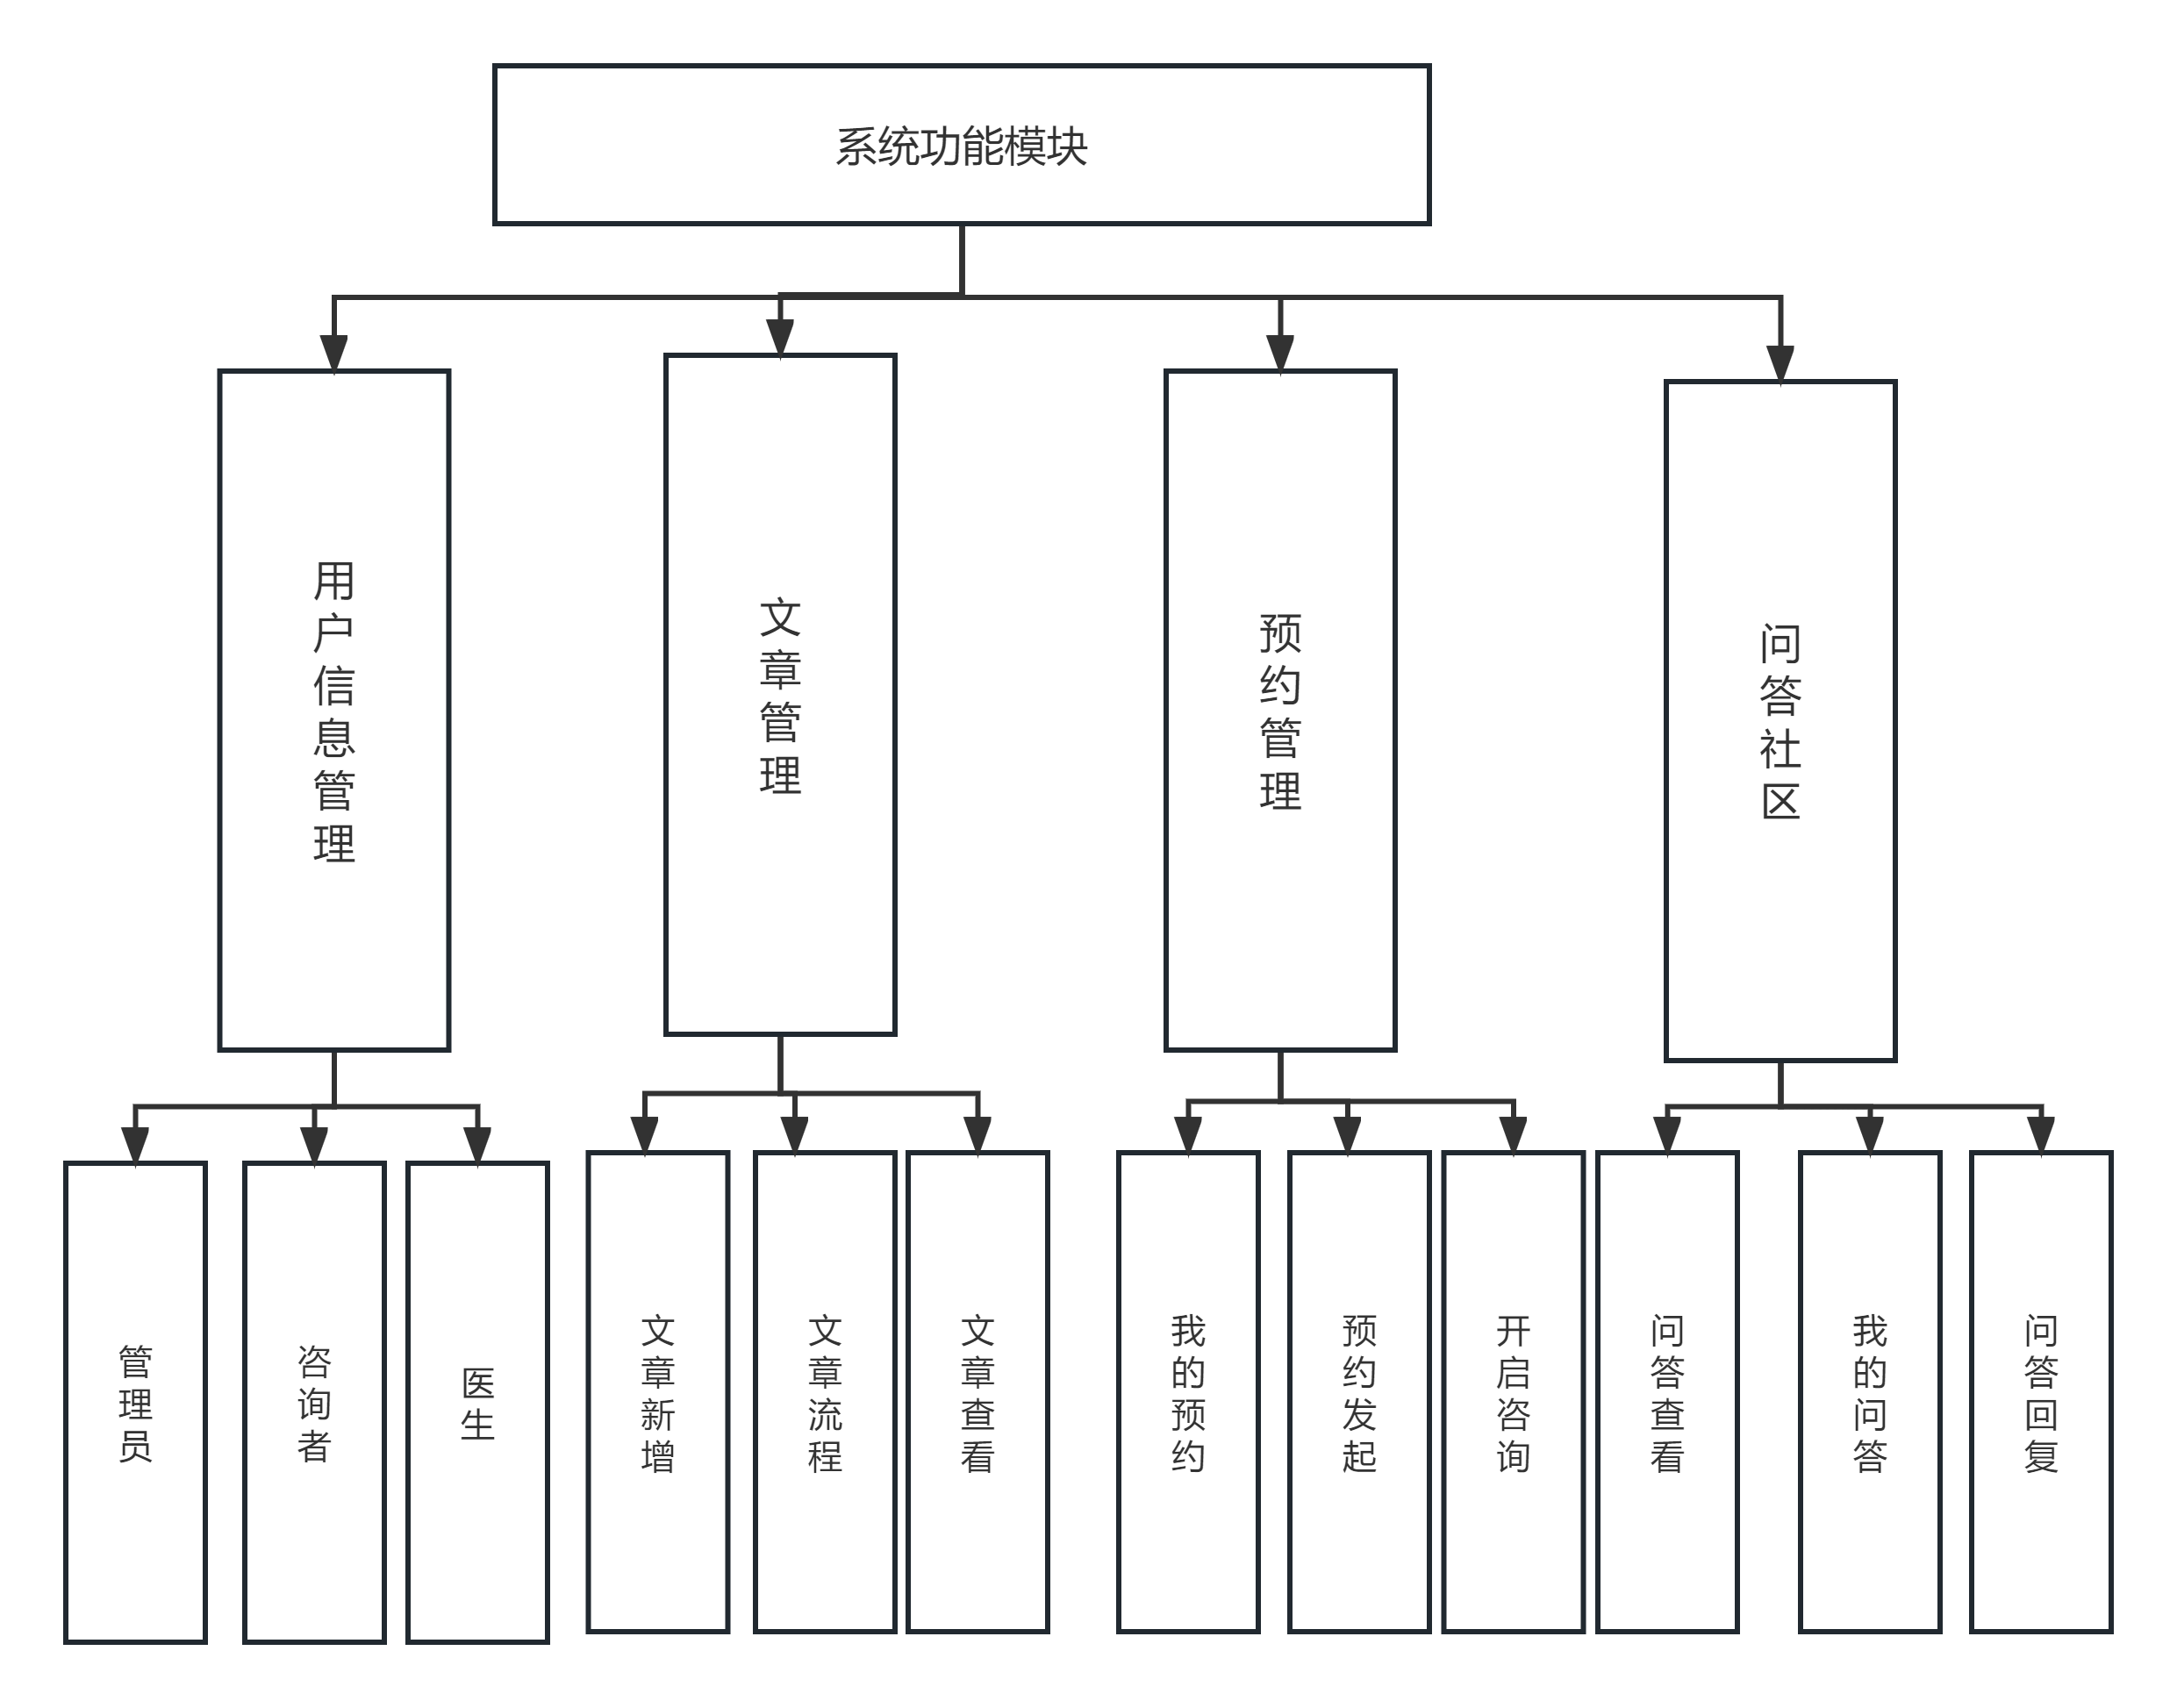 系统功能模块
用户信息管理
文章管理
预约管理
问答社区
管理员
咨询者
医生
文章新增
文章流程
文章查看
我的预约
预约发起
开启咨询
问答查看
我的问答
问答回复